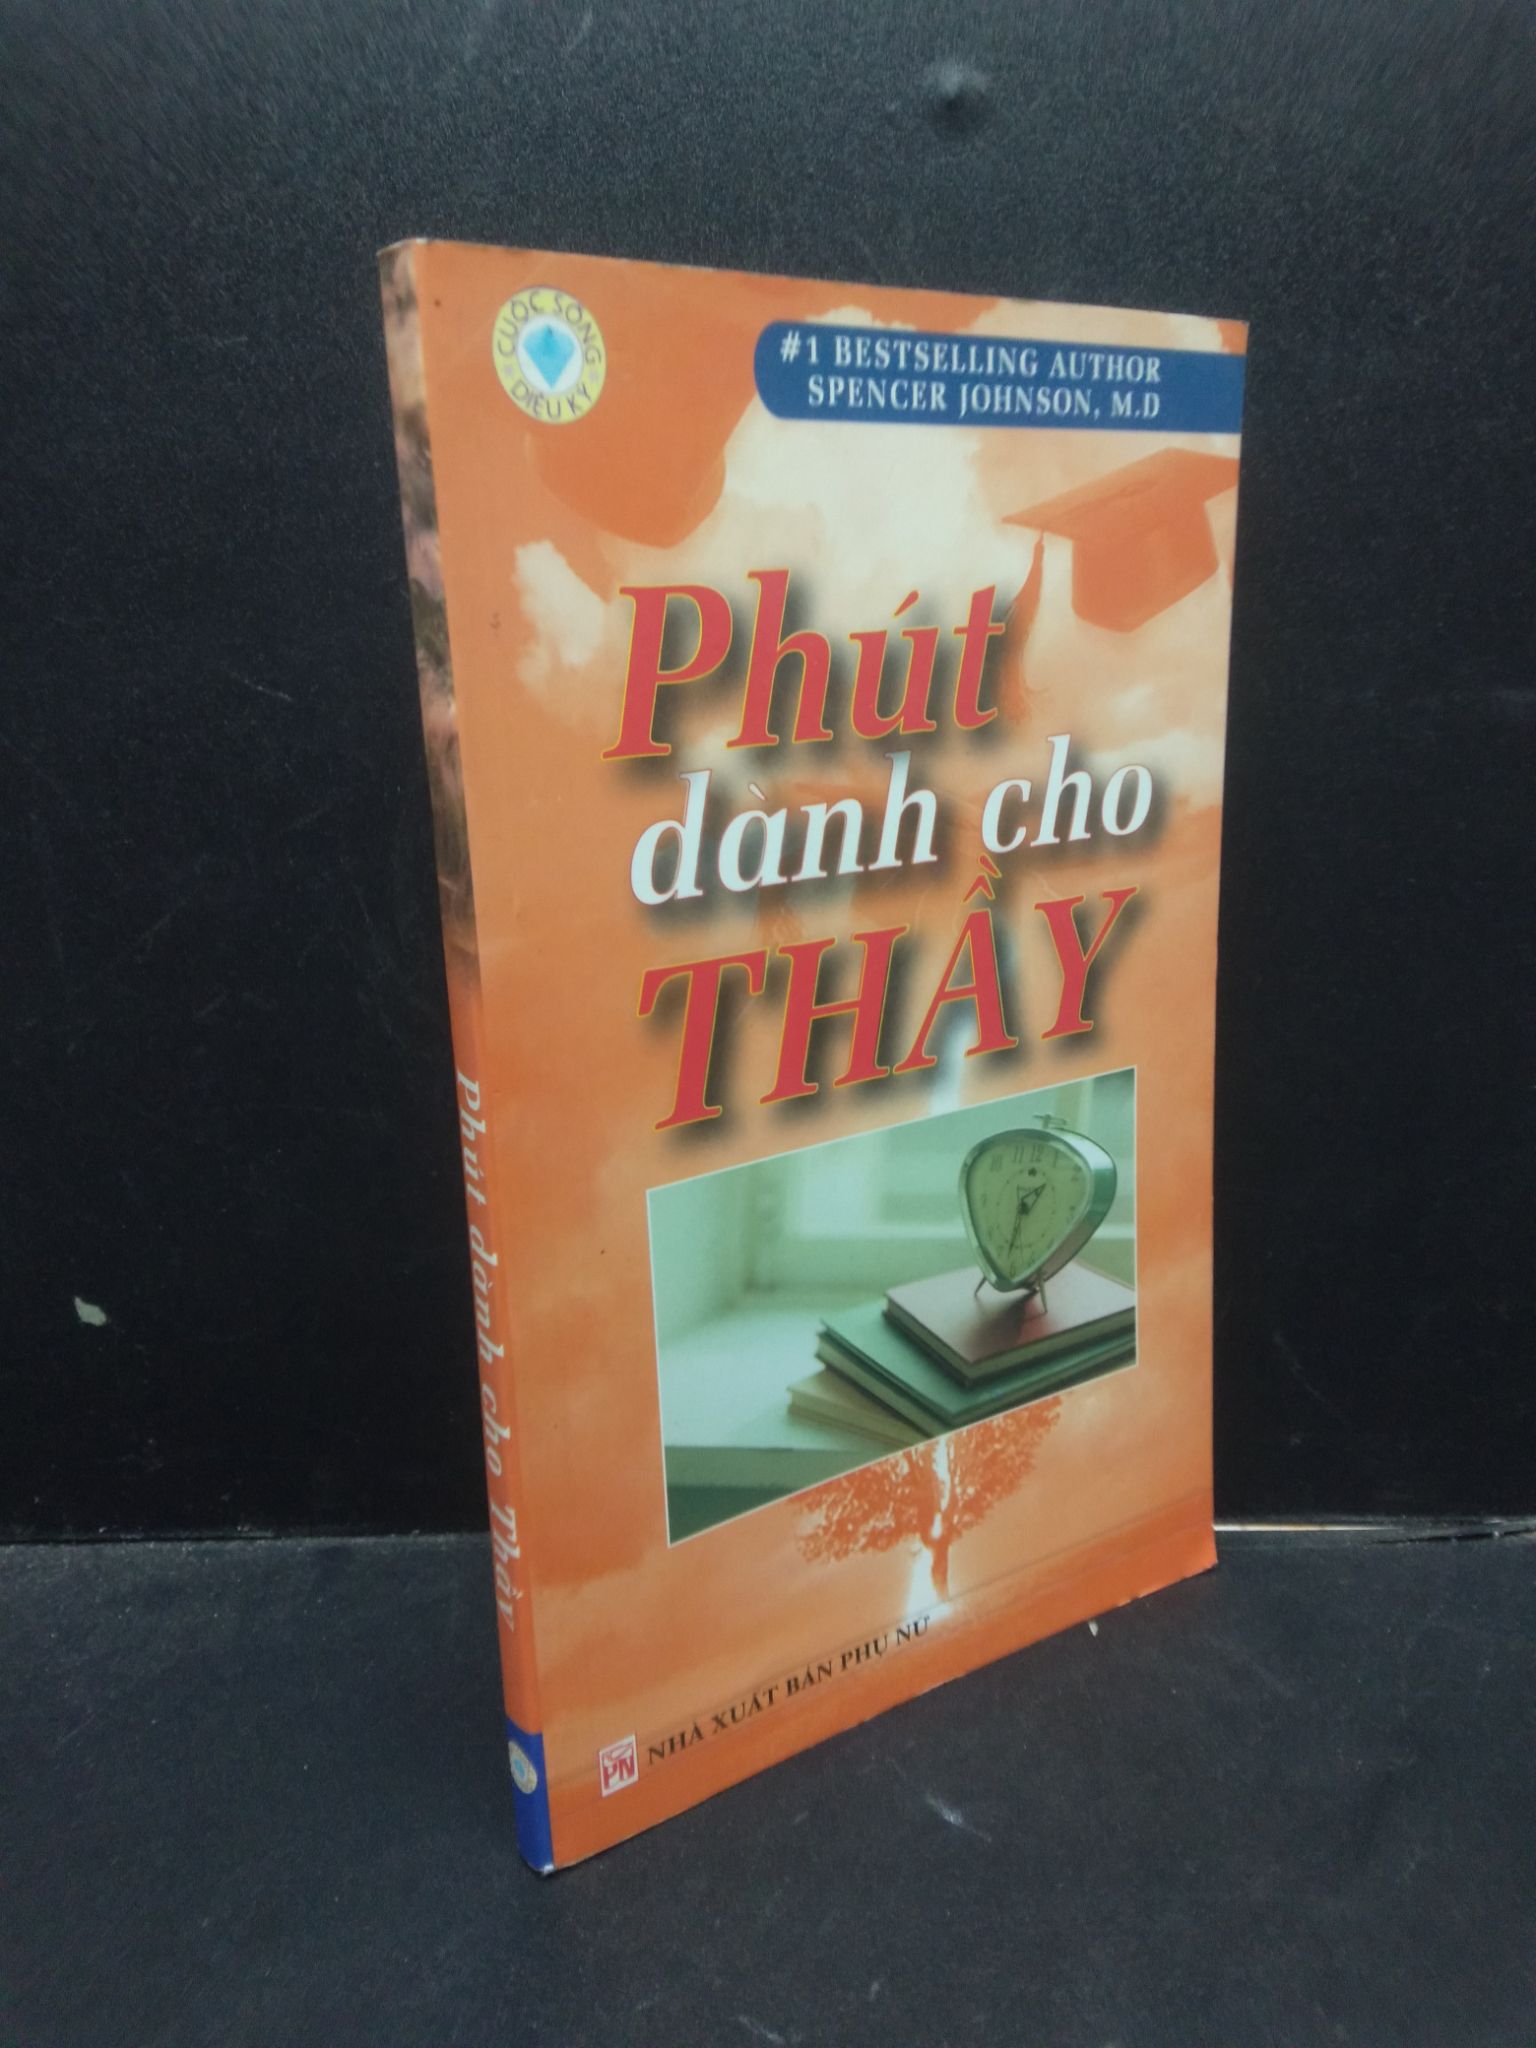 CUỘC SỐNG
DIỆU KỲ
#1 BESTSELLING AUTHOR
SPENCER JOHNSON, M.D
Phút
dành cho
THẦY
Phút dành cho Thầy
PN NHÀ XUẤT BẢN PHỤ NỮ